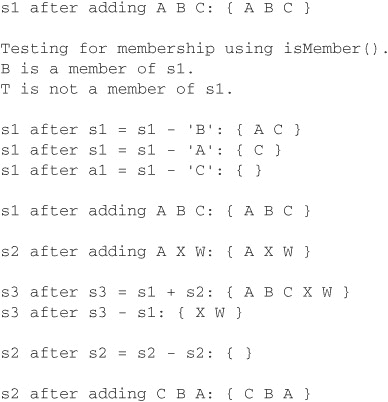 s1 after adding A B C: { A B C }
Testing for membership using isMember().
B is a member of s1.
T is not a member of s1.
s1 after s1 = s1 - 'B': { A C }
s1 after s1 = s1 - 'A': { C }
s1 after a1 = s1 - 'C': { }
s1 after adding A B C: { A B C }
s2 after adding A X W: { A X W }
s3 after s3 = s1 + s2: { A B C X W }
s3 after s3 - s1: { X W }
s2 after s2 = s2 - s2: { }
s2 after adding C B A: { C B A }